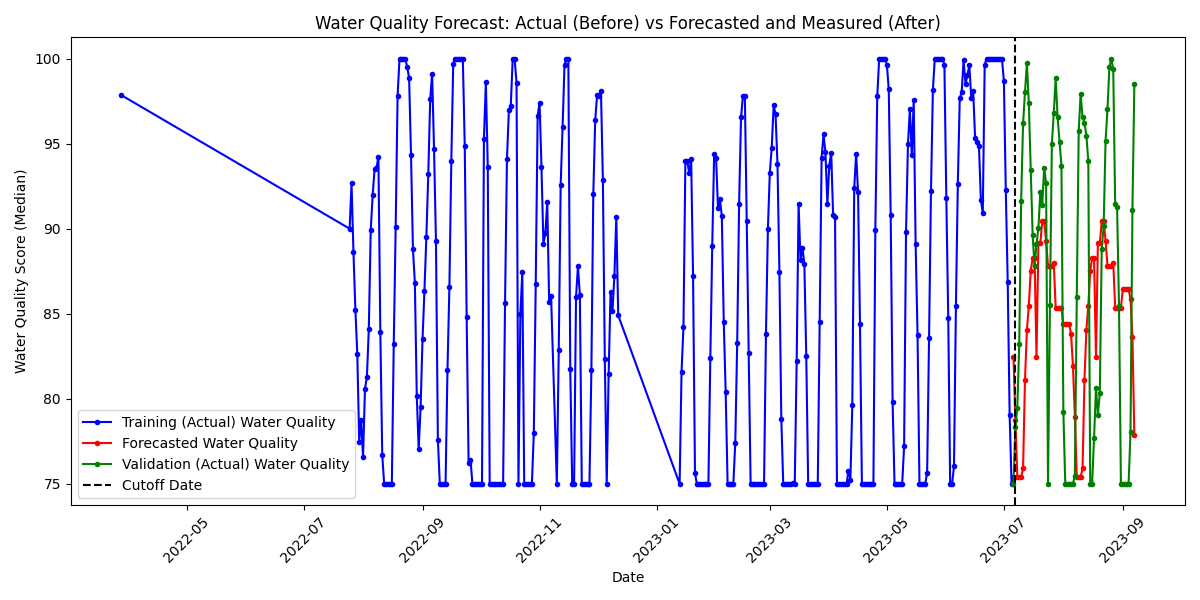 Water Quality Forecast: Actual (Before) vs Forecasted and Measured (After)
Water Quality Score (Median)
100
95
90
85
80
75
Training (Actual) Water Quality
Forecasted Water Quality
Validation (Actual) Water Quality
Cutoff Date
2022-05
2022-07
2022-09
2022-11
2023-01
2023-03
2023-05
2023-07
2023-09
Date